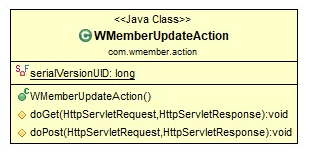 <<Java Class>>
WMemberUpdateAction
com.wmember.action
serialVersionUID: long
WMemberUpdateAction()
doGet(HttpServletRequest,HttpServletResponse):void
doPost(HttpServletRequest,HttpServletResponse):void